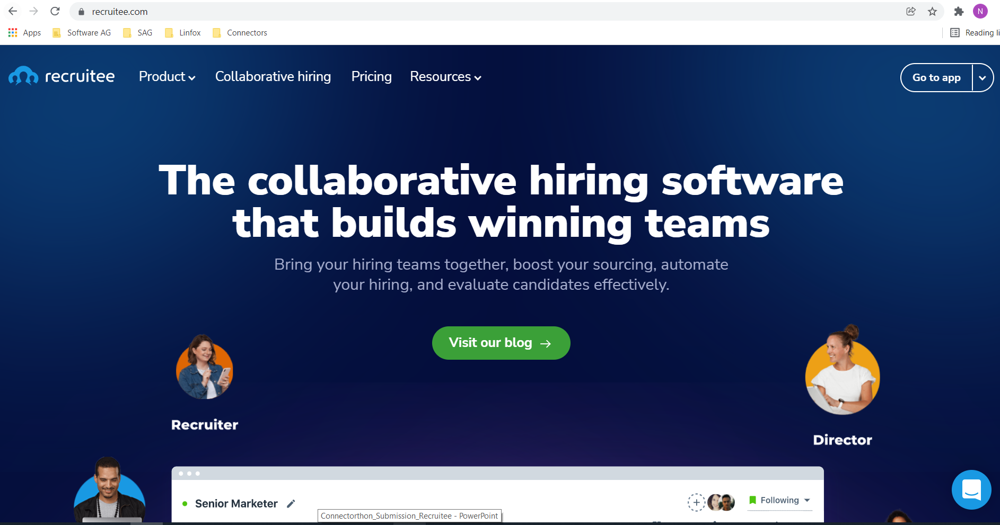 recruitee.com
N
Apps
Software AG
SAG
Linfox
Connectors
Reading li
recruitee
Product
Collaborative hiring
Pricing
Resources
Go to app
The collaborative hiring software
that builds winning teams
Bring your hiring teams together, boost your sourcing, automate
your hiring, and evaluate candidates effectively.
Visit our blog →
Recruiter
Director
Senior Marketer
Following
Connectorthon_Submission_Recruitee - PowerPoint